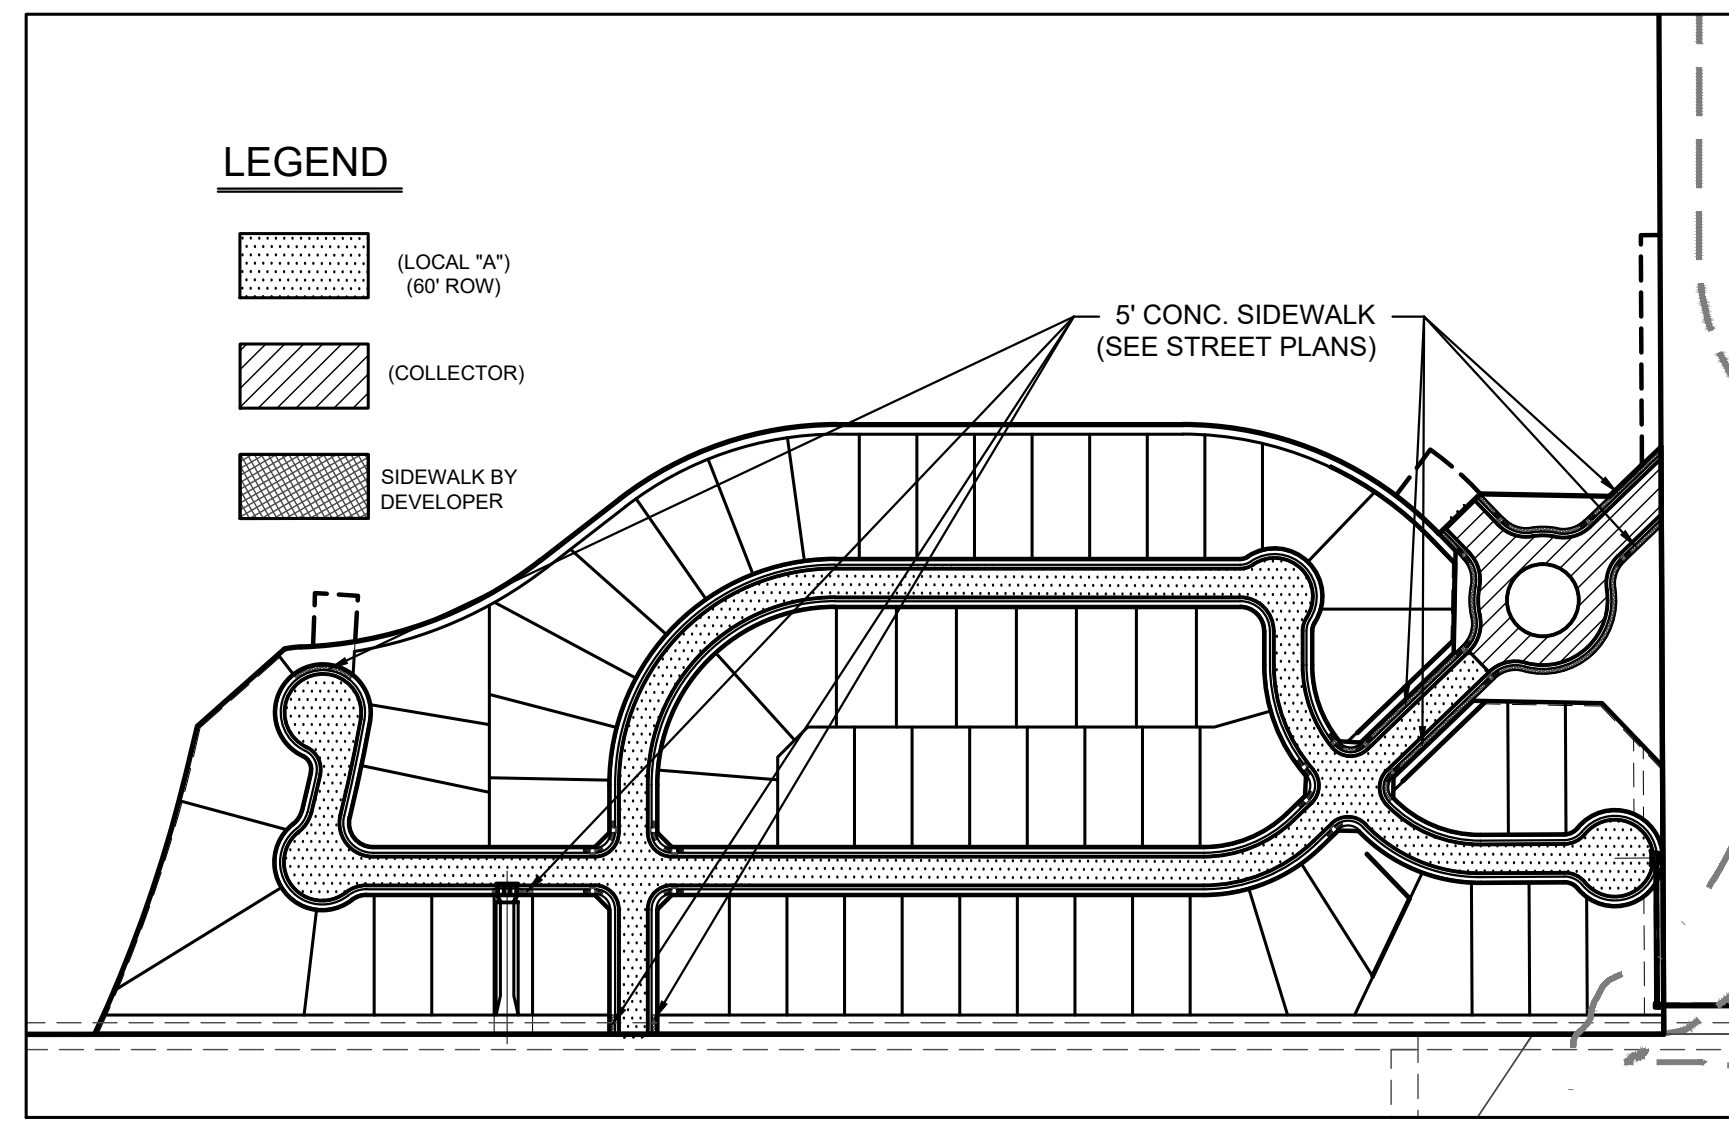 LEGEND
(LOCAL "A")
(60' ROW)
(COLLECTOR)
SIDEWALK BY
DEVELOPER
5' CONC. SIDEWALK
(SEE STREET PLANS)